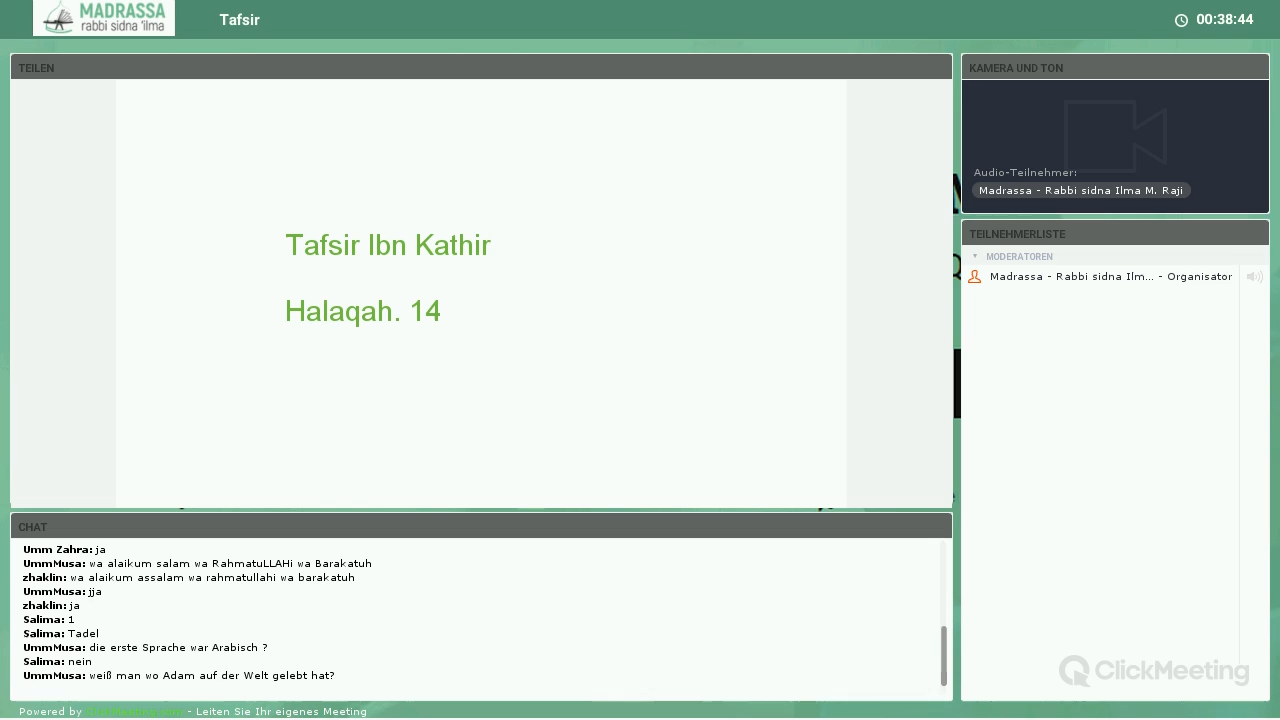 MADRASSA
rabbi sidna 'ilma
Tafsir
00:38:44
TEILEN
Tafsir Ibn Kathir
Halaqah. 14
KAMERA UND TON
Audio-Teilnehmer:
Madrassa - Rabbi sidna Ilma M. Raji
TEILNEHMERLISTE
MODERATOREN
Madrassa - Rabbi sidna Ilm... - Organisator
CHAT
Umm Zahra: ja
UmmMusa: wa alaikum salam wa RahmatuLLAHi wa Barakatuh
zhaklin: wa alaikum assalam wa rahmatullahi wa barakatuh
UmmMusa: jja
zhaklin: ja
Salima: 1
Salima: Tadel
UmmMusa: die erste Sprache war Arabisch ?
Salima: nein
UmmMusa: weiß man wo Adam auf der Welt gelebt hat?
ClickMeeting
Powered by - Leiten Sie Ihr eigenes Meeting